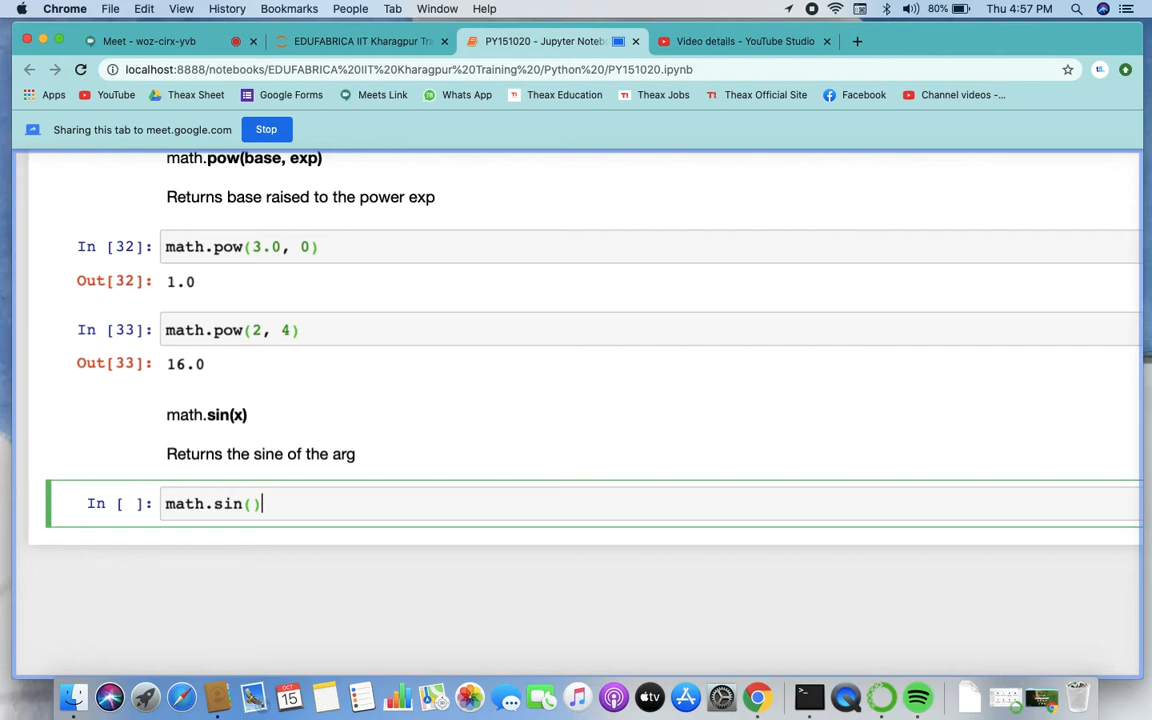 Chrome File Edit View History Bookmarks People Tab Window Help 80% Thu 4:57 PM
Meet - woz-cirx-yvb EDUFABRICA IIT Kharagpur Tra PY151020 - Jupyter Noteb Video details - YouTube Studio
localhost:8888/notebooks/EDUFABRICA%20IIT%20Kharagpur%20Training%20/Python%20/PY151020.ipynb
Apps YouTube Theax Sheet Google Forms Meets Link Whats App Theax Education Theax Jobs Theax Official Site Facebook Channel videos -...
Sharing this tab to meet.google.com Stop
math.pow(base, exp)
Returns base raised to the power exp
In [32]: math.pow(3.0, 0)
Out[32]: 1.0
In [33]: math.pow(2, 4)
Out[33]: 16.0
math.sin(x)
Returns the sine of the arg
In [ ]: math.sin()
OCT
15
tv